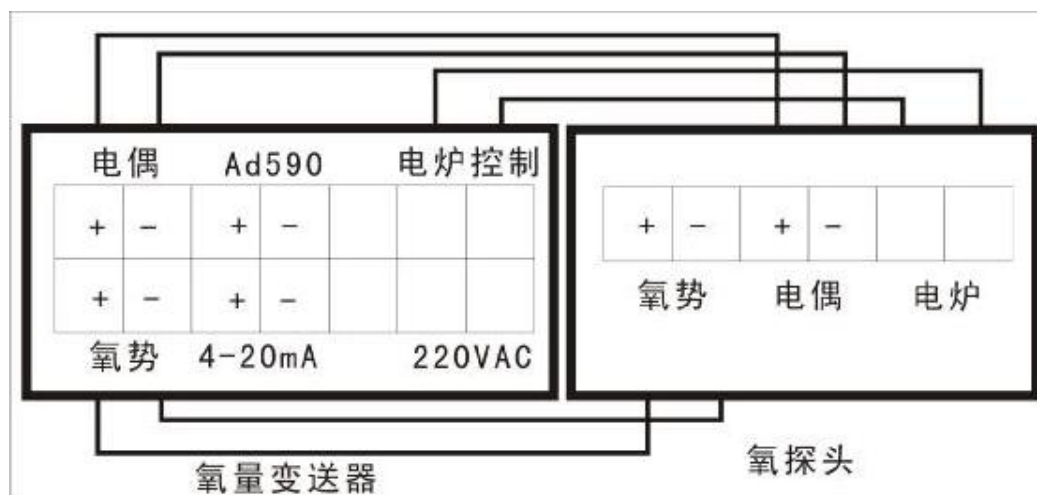 电偶 Ad590 电炉控制
+ - + -
+ - + -
氧势 4-20mA 220VAC
氧量变送器
+ - + -
氧势 电偶 电炉
氧探头